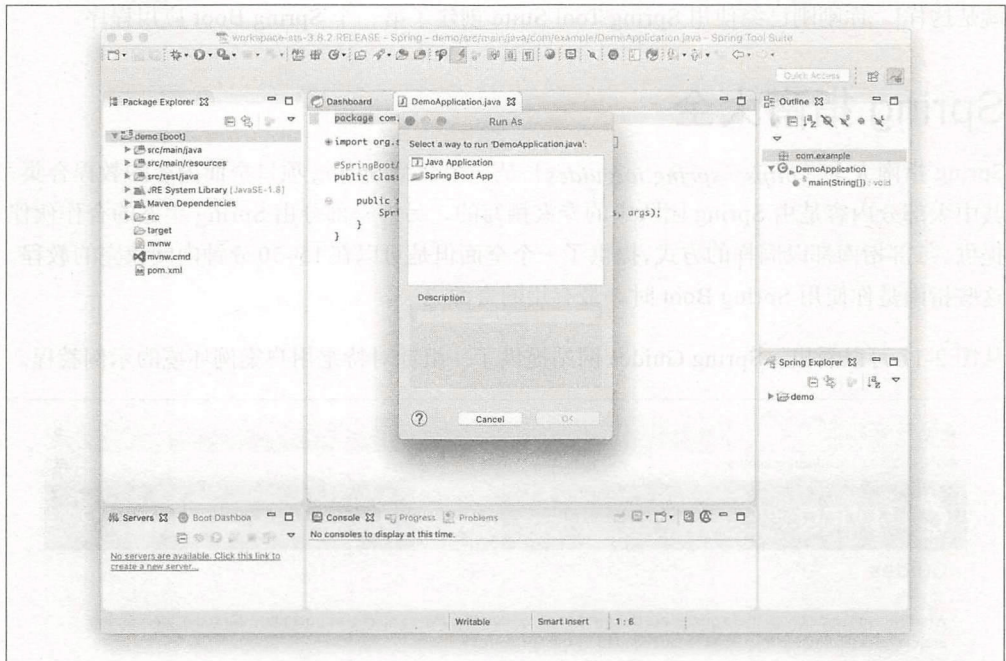 workspace-sts-3.8.2.RELEASE - Spring - demo/src/main/java/com/example/DemoApplication.java - Spring Tool Suite
Quick Access
Package Explorer
demo [boot]
src/main/java
src/main/resources
src/test/java
JRE System Library [JavaSE-1.8]
Maven Dependencies
src
target
mvnw
mvnw.cmd
pom.xml
Dashboard
DemoApplication.java
package com.
import org.s
@SpringBootA
public class
public s
Spri
, args);
}
}
Run As
Select a way to run 'DemoApplication.java':
Java Application
Spring Boot App
Description
Cancel
OK
Outline
com.example
DemoApplication
main(String[]) : void
Spring Explorer
demo
Servers
Boot Dashboa
No servers are available. Click this link to
create a new server...
Console
Progress
Problems
No consoles to display at this time.
Writable
Smart Insert
1 : 6